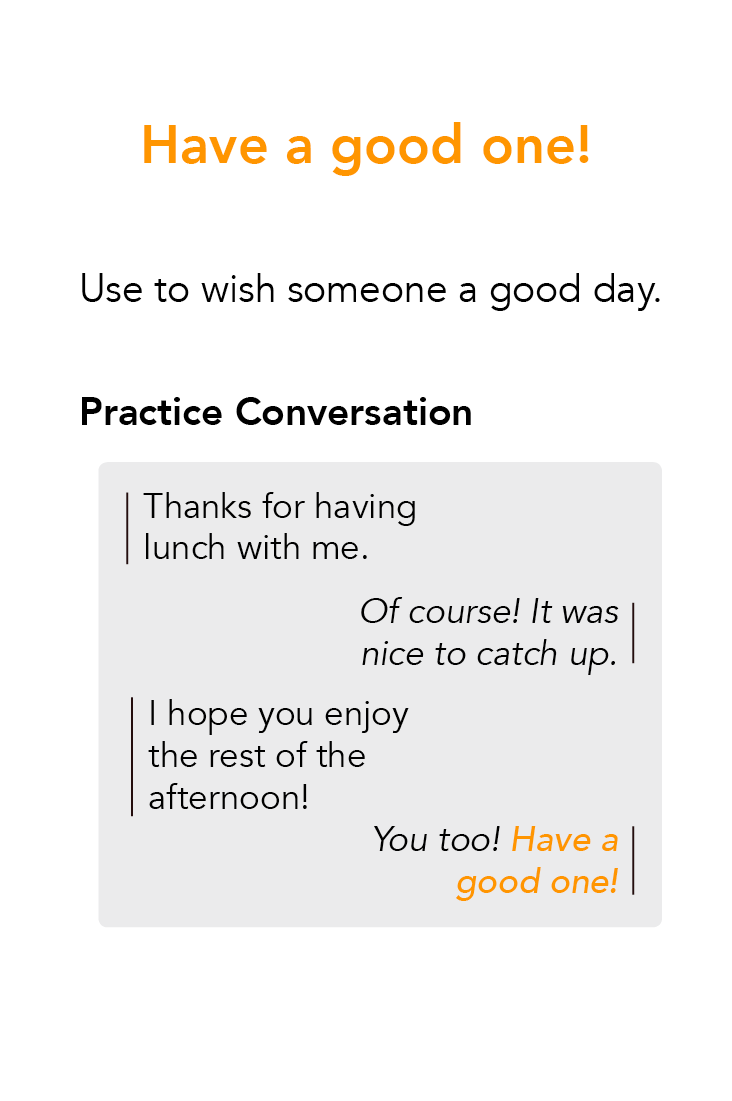 Have a good one!
Use to wish someone a good day.
Practice Conversation
Thanks for having
lunch with me.
Of course! It was
nice to catch up.
I hope you enjoy
the rest of the
afternoon!
You too! Have a
good one!